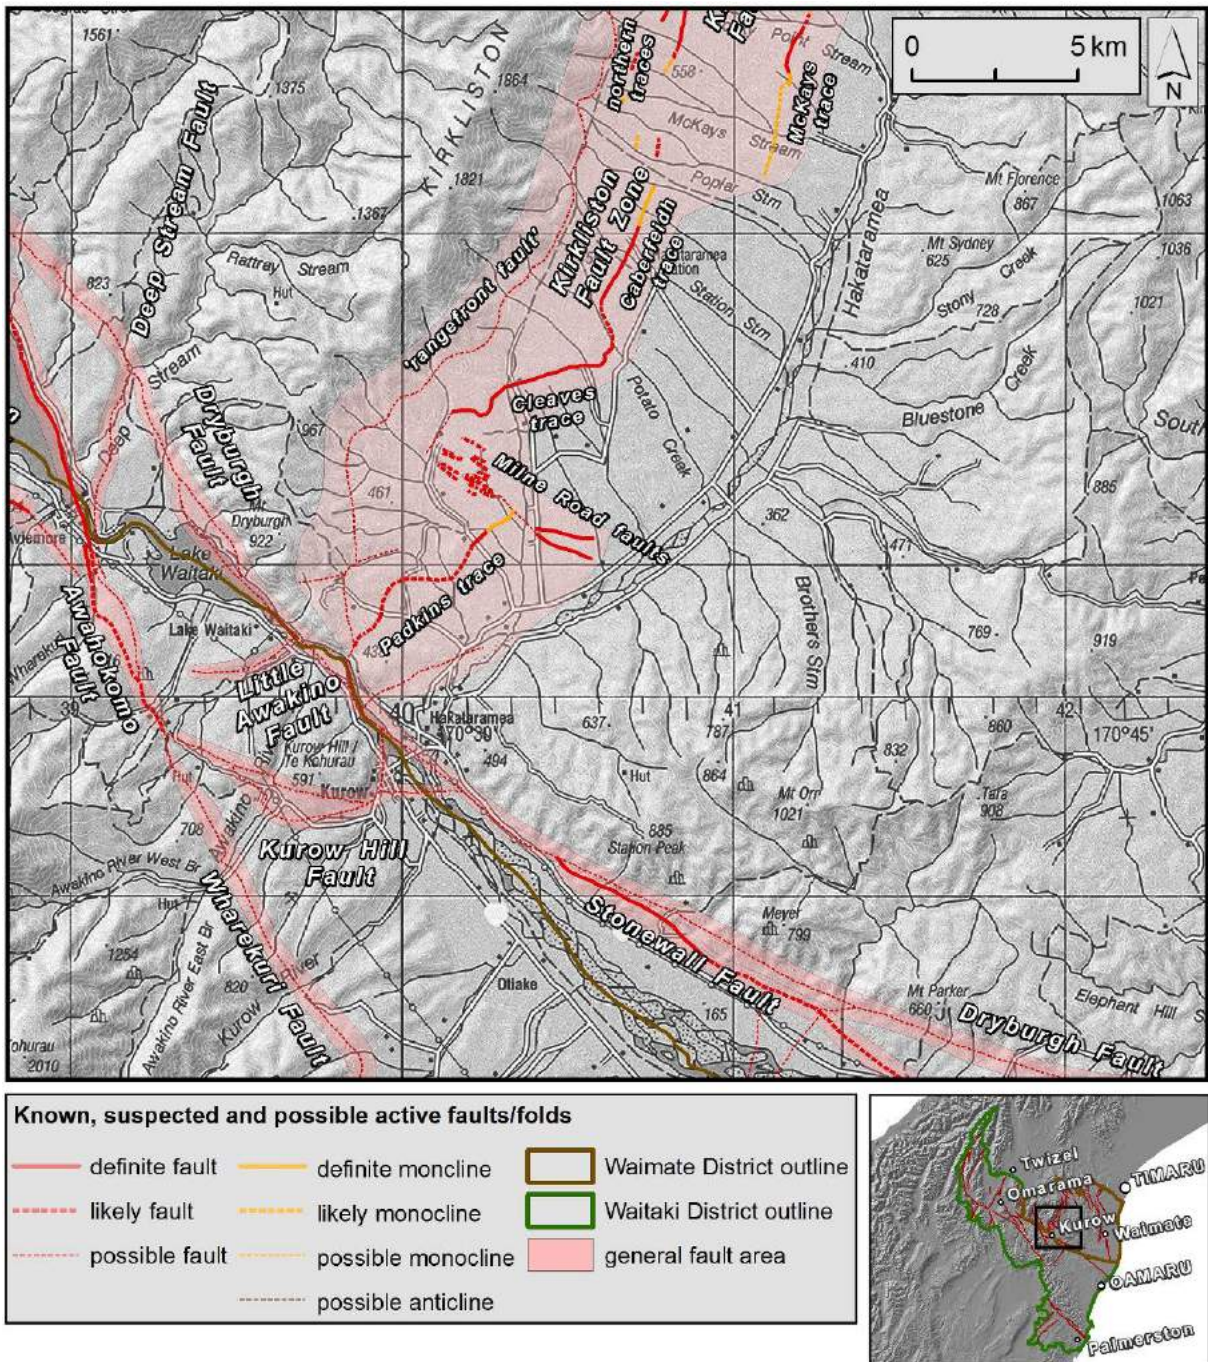 1561
1375
Deep Stream Fault
KIRKLISTON
1864
1821
1367
northern
traces
558
Point Stream
McKays
trace
McKays Stream
Poplar Stm
0 5 km
N
Mt Florence
867
1063
Mt Sydney
625
1036
Creek
Stony
728
1021
Hakataramea
Rattray Stream
Hut
823
'rangefront fault'
Kirkliston
Fault Zone
Caberfeidh
trace
Station Stm
410
Creek
Bluestone
South
885
Deep Stream
Dryburgh
Fault
967
Cleaves
trace
Potato Creek
Milne Road faults
461
Mt
Dryburgh
922
362
471
Lake
Waitaki
Padkins trace
Brothers Stm
769
919
Awahokomo
Fault
Lake Waitaki
Little
Awakino
Fault
39
40
41
42
Hakataramea
170°30'
170°45'
637
787
860
832
494
Hut
864
Mt Orr
1021
Tara
908
Kurow Hill /
Te Kohurau
591
Kurow
Hut
708
Awakino
Kurow Hill
Fault
885
Station Peak
Awakino River West Br
Hut
Wharekuri Fault
Stonewall Fault
Meyer
799
1254
820
Awakino River East Br
Kurow River
Otiake
165
Mt Parker
660
Elephant Hill
Dryburgh Fault
2010
Known, suspected and possible active faults/folds
definite fault
definite moncline
Waimate District outline
likely fault
likely monocline
Waitaki District outline
possible fault
possible monocline
general fault area
possible anticline
Twizel
TIMARU
Omarama
Kurow
Waimate
OAMARU
Palmerston